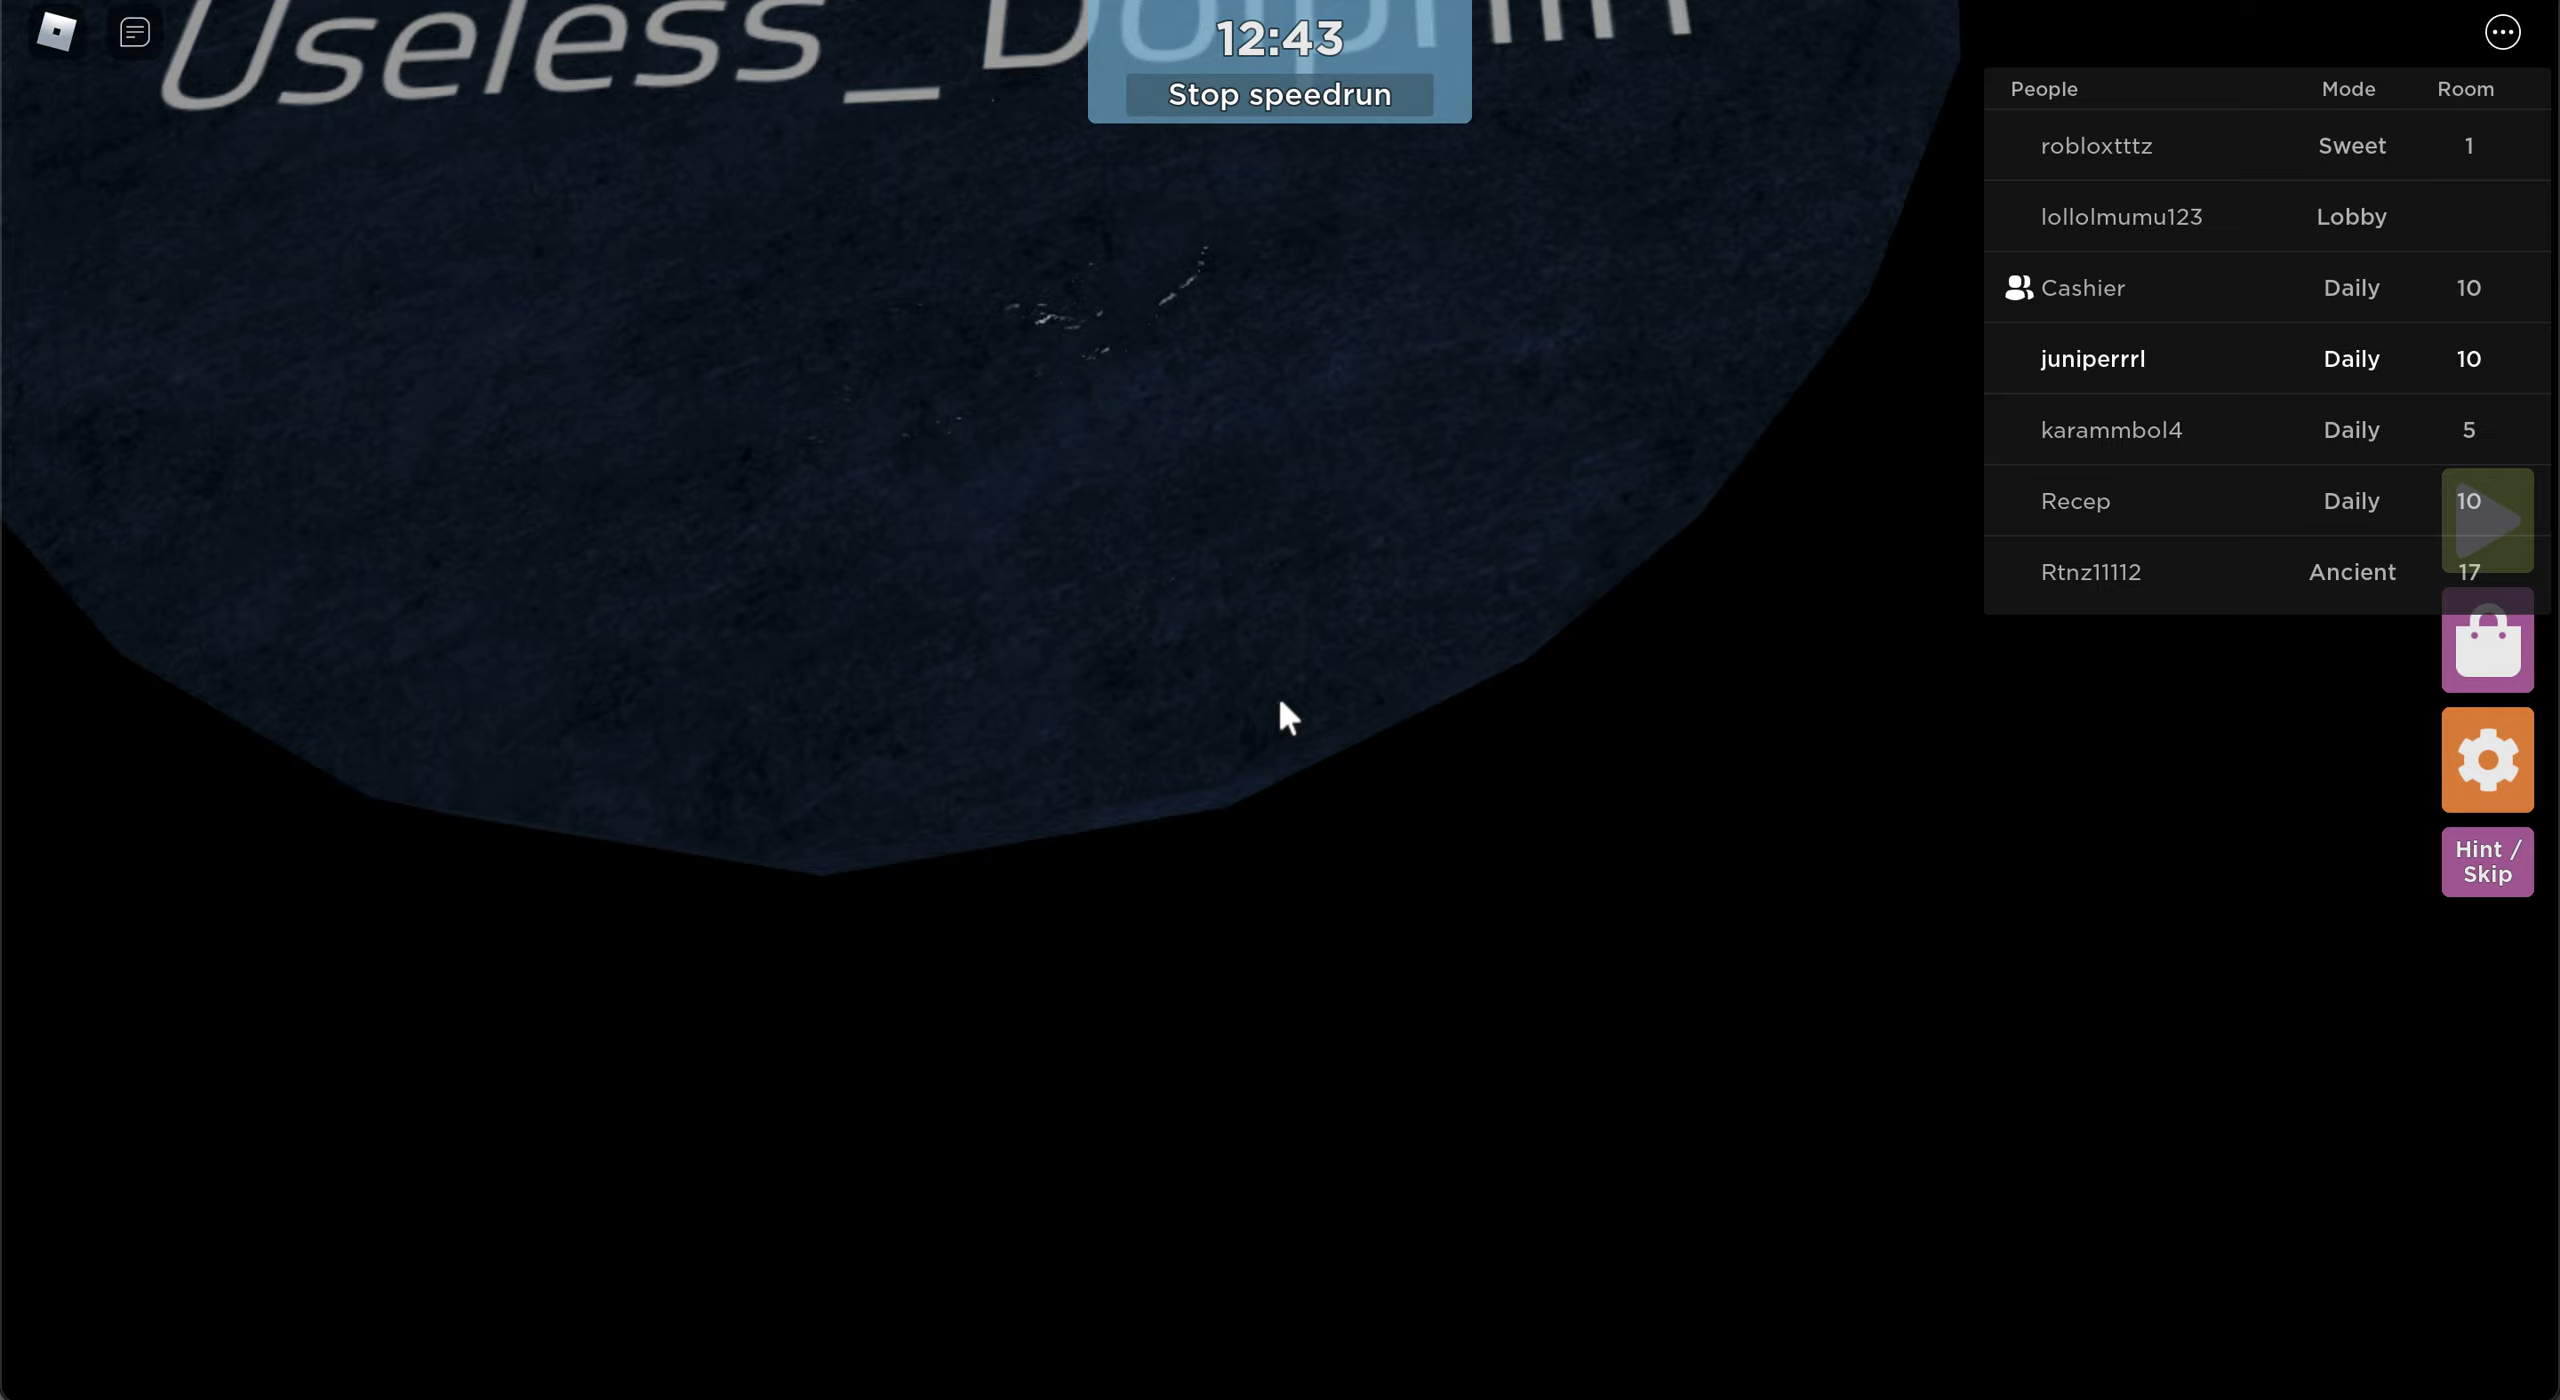 Useless_Dolphin
12:43
Stop speedrun
People Mode Room
robloxtttz Sweet 1
lollolmumu123 Lobby
Cashier Daily 10
juniperrrl Daily 10
karammbol4 Daily 5
Recep Daily 10
Rtnz11112 Ancient 17
Hint /
Skip